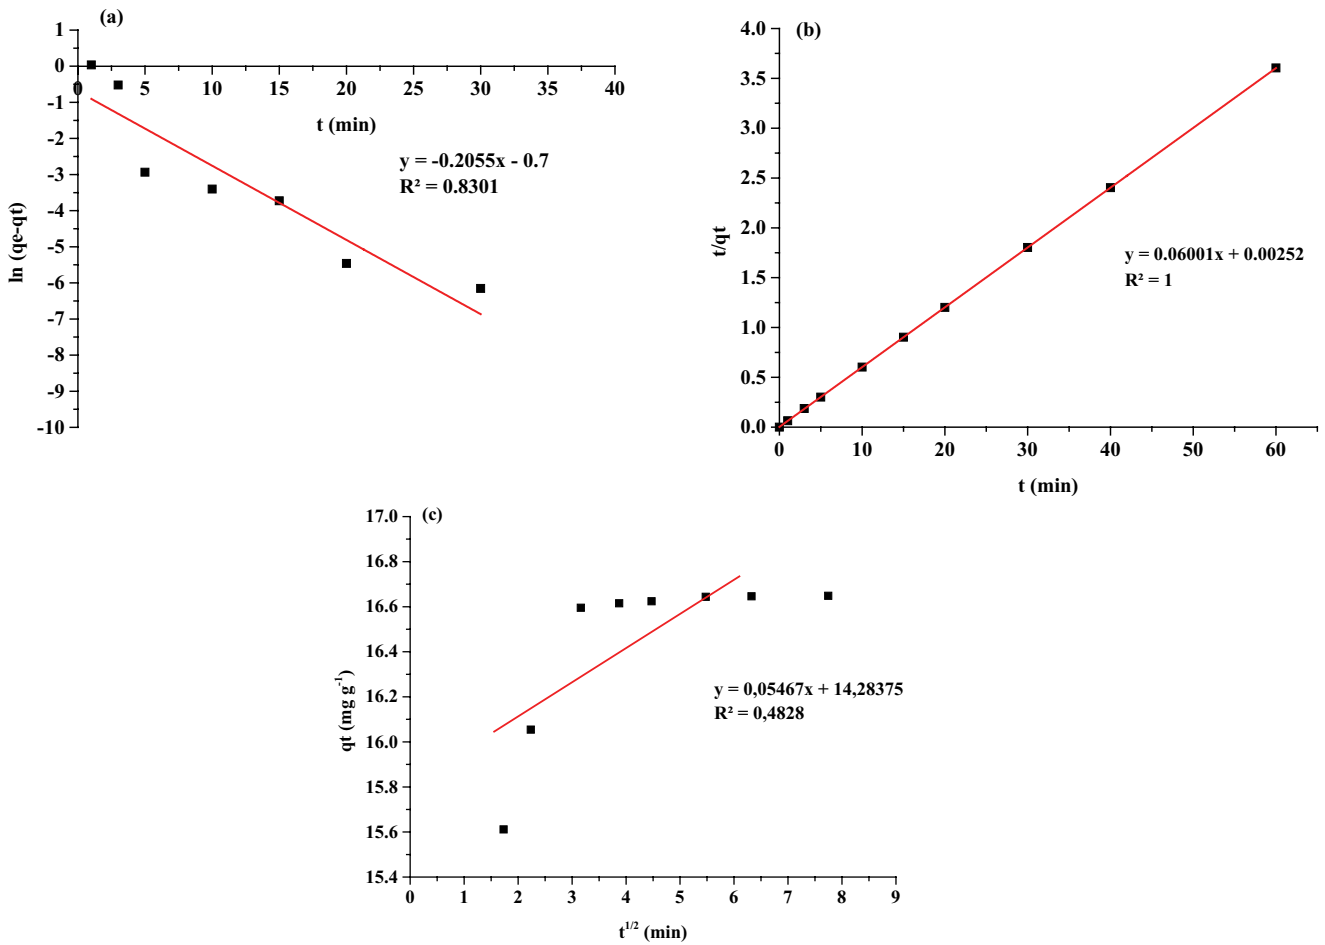 (a)
1
0
-1
-2
-3
-4
-5
-6
-7
-8
-9
-10
0 5 10 15 20 25 30 35 40
t (min)
ln (qe-qt)
y = -0.2055x - 0.7
R² = 0.8301
(b)
4.0
3.5
3.0
2.5
2.0
1.5
1.0
0.5
0.0
0 10 20 30 40 50 60
t (min)
t/qt
y = 0.06001x + 0.00252
R² = 1
(c)
17.0
16.8
16.6
16.4
16.2
16.0
15.8
15.6
15.4
0 1 2 3 4 5 6 7 8 9
t^1/2 (min)
qt (mg g^-1)
y = 0,05467x + 14,28375
R² = 0,4828